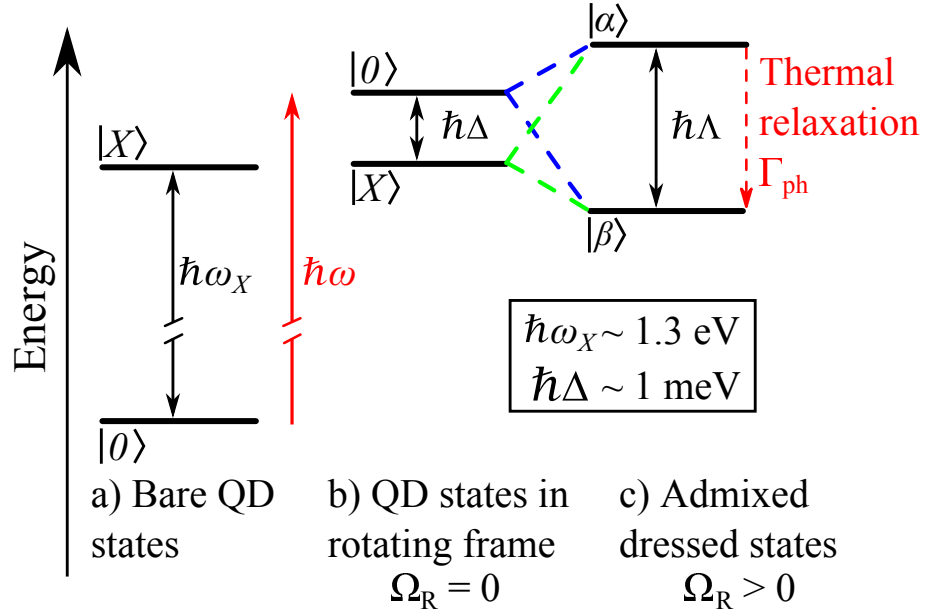 Energy
|X⟩
ħω_X
ħω
|0⟩
|0⟩
ħΔ
|X⟩
|α⟩
ħΛ
|β⟩
Thermal
relaxation
Γ_ph
ħω_X ~ 1.3 eV
ħΔ ~ 1 meV
a) Bare QD
states
b) QD states in
rotating frame
Ω_R = 0
c) Admixed
dressed states
Ω_R > 0